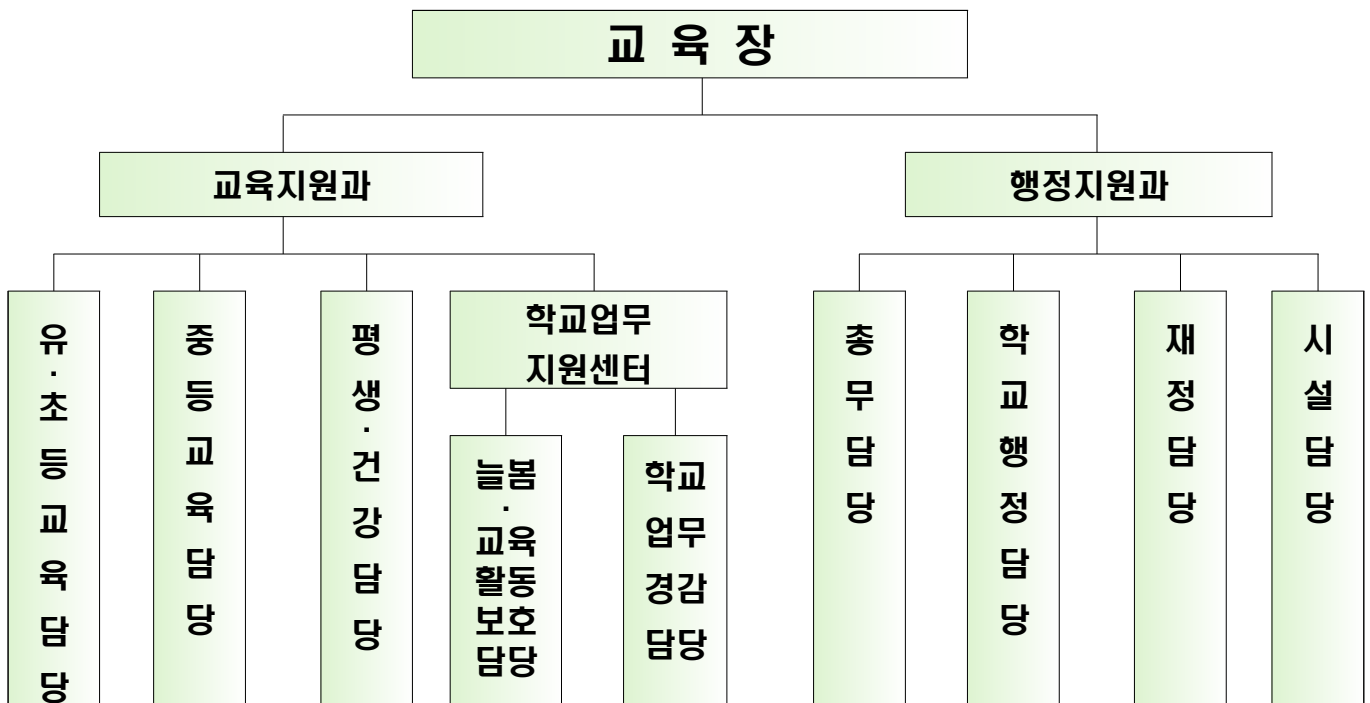 교 육 장
교육지원과
행정지원과
유·초등교육담당
중등교육담당
평생·건강담당
학교업무
지원센터
늘봄
·
교육
활동
보호
담당
학교
업무
경감
담당
총무담당
학교행정담당
재정담당
시설담당